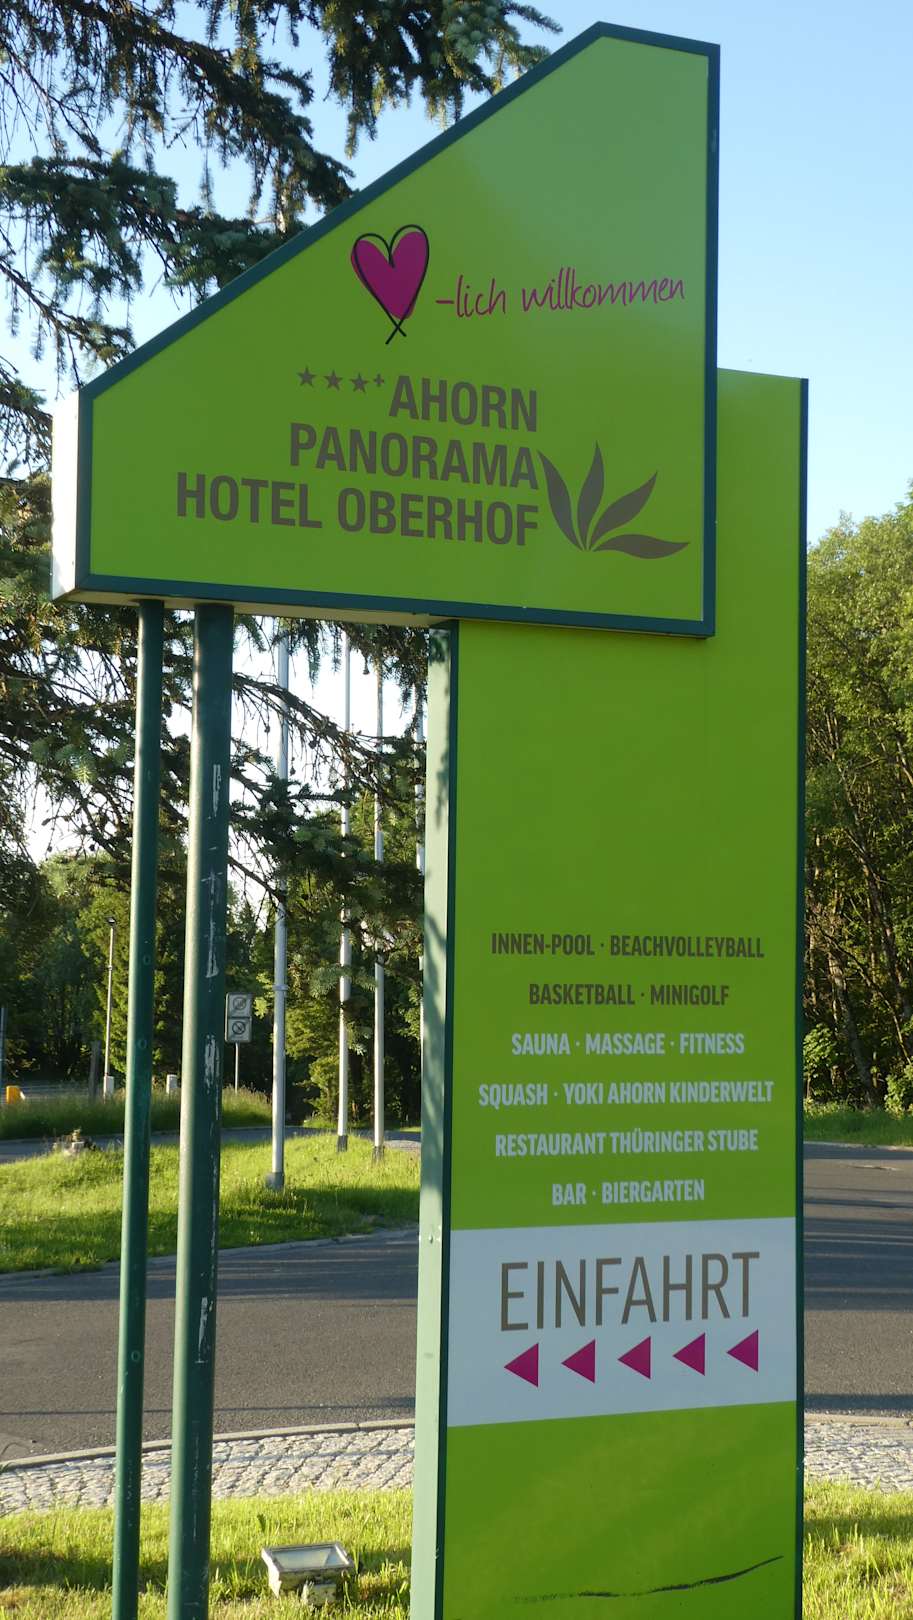 -lich willkommen
★★★+ AHORN
PANORAMA
HOTEL OBERHOF
INNEN-POOL · BEACHVOLLEYBALL
BASKETBALL · MINIGOLF
SAUNA · MASSAGE · FITNESS
SQUASH · YOKI AHORN KINDERWELT
RESTAURANT THÜRINGER STUBE
BAR · BIERGARTEN
EINFAHRT